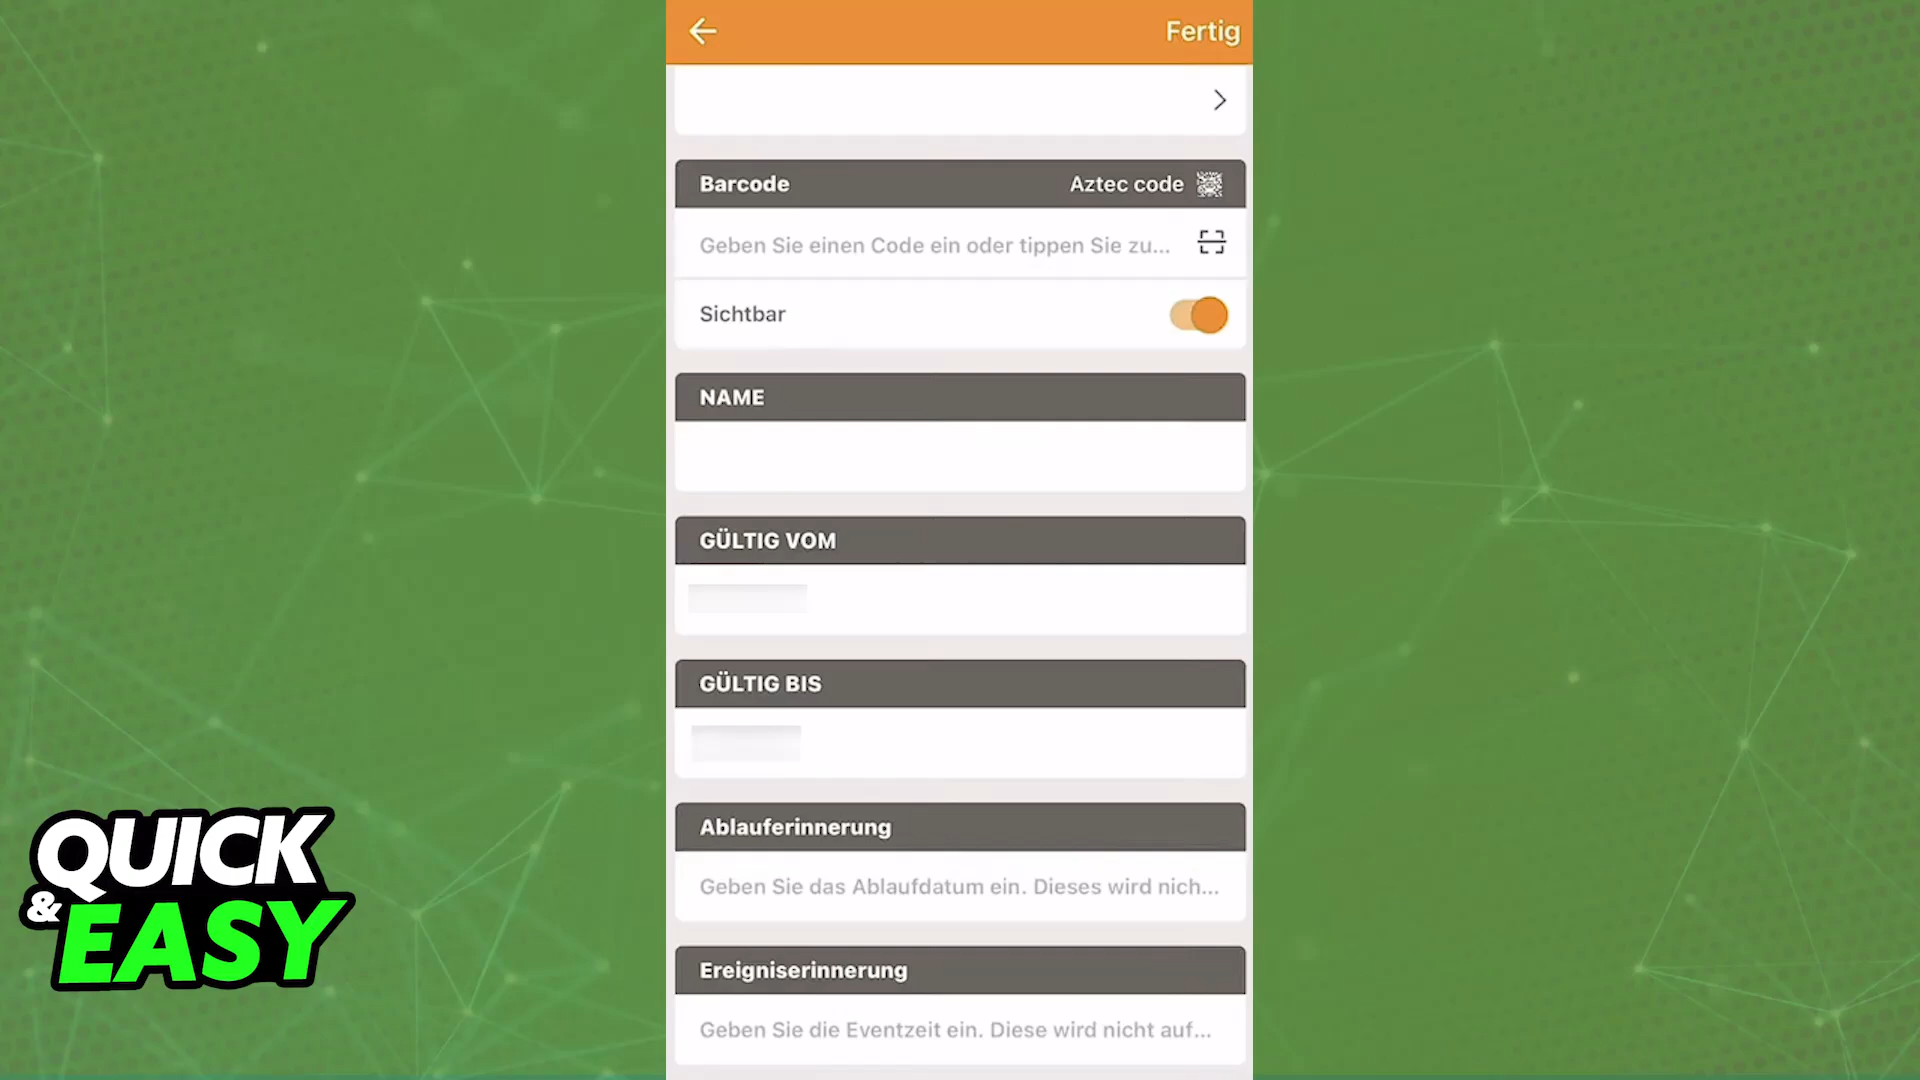 Fertig
Barcode Aztec code
Geben Sie einen Code ein oder tippen Sie zu...
Sichtbar
NAME
GÜLTIG VOM
GÜLTIG BIS
Ablauferinnerung
Geben Sie das Ablaufdatum ein. Dieses wird nich...
Ereigniserinnerung
Geben Sie die Eventzeit ein. Diese wird nicht auf...
QUICK
& EASY